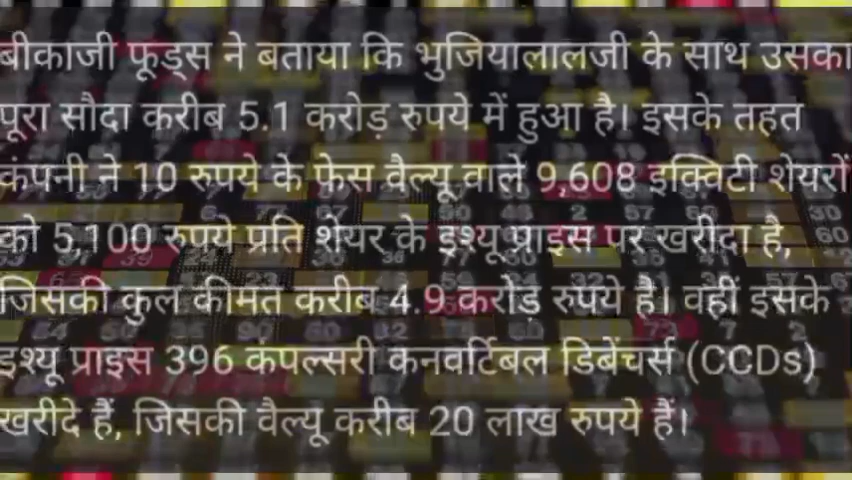 बीकाजी फूड्स ने बताया कि भुजियालालजी के साथ उसका
पूरा सौदा करीब 5.1 करोड़ रुपये में हुआ है। इसके तहत
कंपनी ने 10 रुपये के फेस वैल्यू वाले 9,608 इक्विटी शेयरों
को 5,100 रुपये प्रति शेयर के इश्यू प्राइस पर खरीदा है,
जिसकी कुल कीमत करीब 4.9 करोड़ रुपये है। वहीं इसके
इश्यू प्राइस 396 कंपल्सरी कनवर्टिबल डिबेंचर्स (CCDs)
खरीदे हैं, जिसकी वैल्यू करीब 20 लाख रुपये हैं।